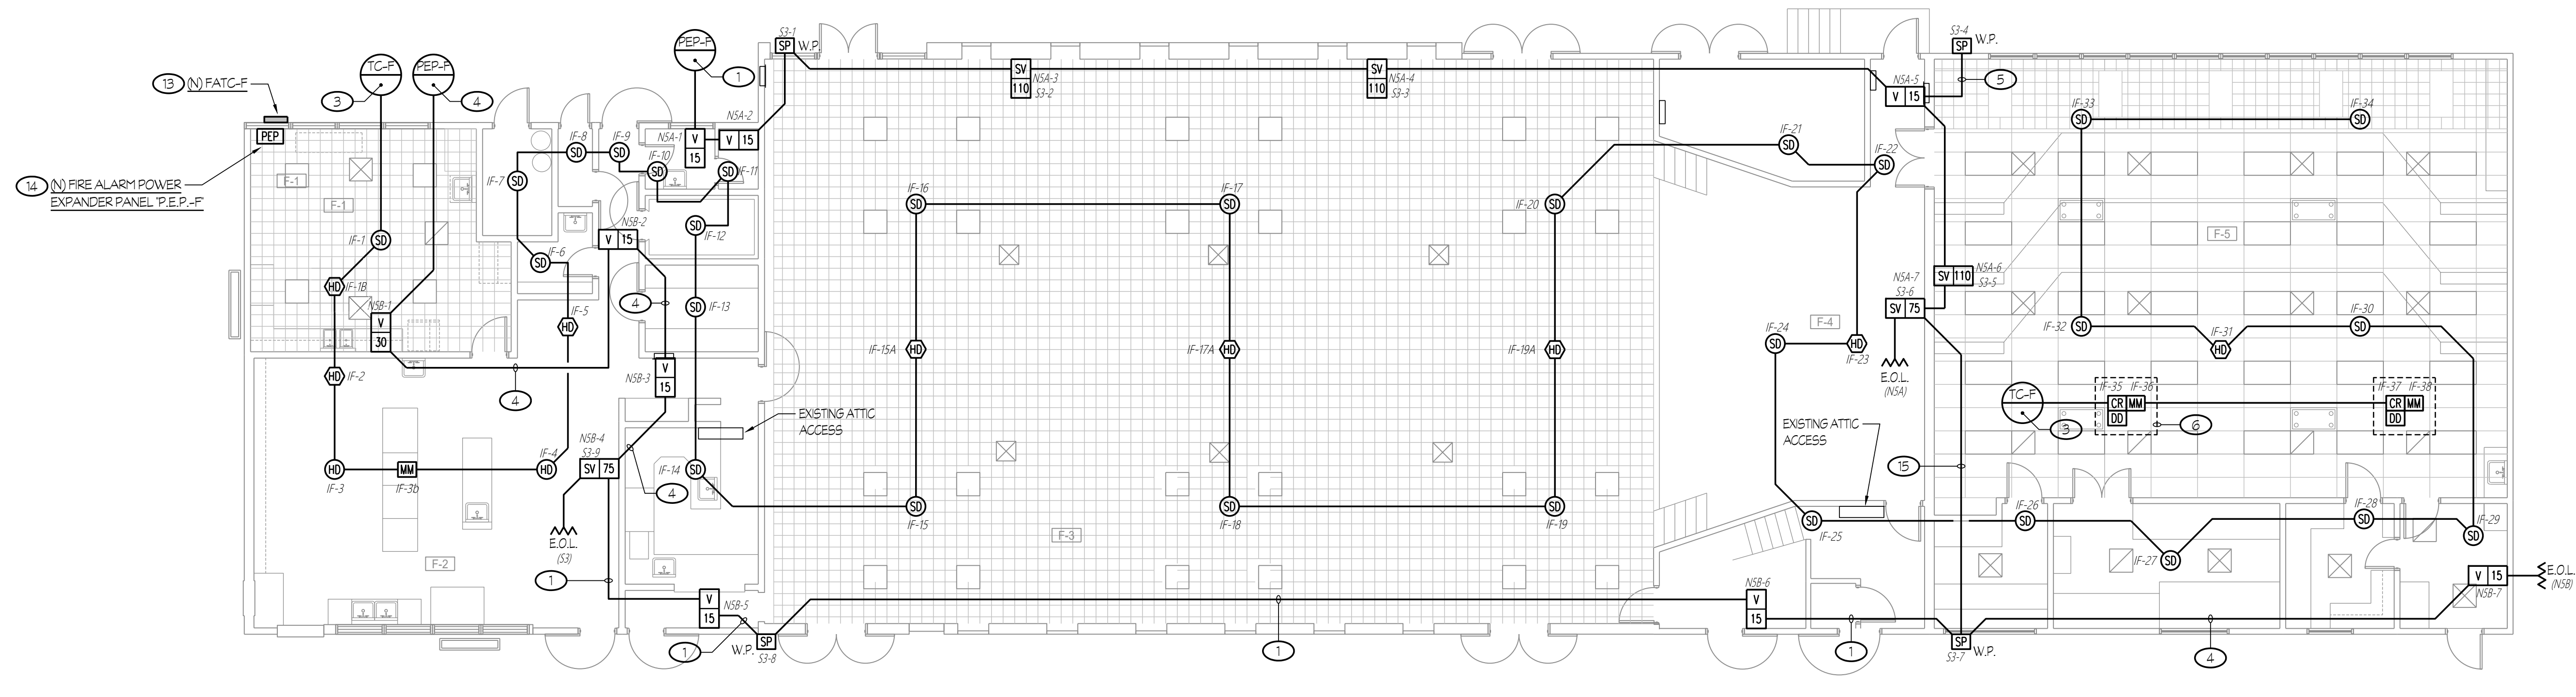 S3-1
SP
W.P.
S3-4
SP
W.P.
PEP-F
1
TC-F
PEP-F
13
(N) FATC-F
3
4
PEP
14
(N) FIRE ALARM POWER
EXPANDER PANEL "P.E.P.-F"
F-1
F-1
SV
110
N5A-3
S3-2
SV
110
N5A-4
S3-3
N5A-5
V 15
5
IF-33
SD
IF-34
SD
N5A-2
V 15
N5A-1
V
15
IF-8
SD
IF-9
SD
IF-10
SD
IF-11
SD
IF-7
SD
IF-21
SD
IF-22
SD
IF-16
SD
IF-17
SD
IF-20
SD
N5B-2
V 15
IF-12
SD
IF-1
SD
IF-6
SD
F-5
HD
IF-1B
N5B-1
V
30
4
SD
IF-13
IF-5
HD
N5A-6
SV 110
S3-5
N5A-7
S3-6
SV 75
E.O.L.
(N5A)
F-4
IF-24
SD
HD
IF-23
IF-15A
HD
IF-17A
HD
IF-19A
HD
IF-32
SD
IF-31
HD
IF-30
SD
HD
IF-2
4
N5B-3
V
15
EXISTING ATTIC
ACCESS
TC-F
3
IF-35 IF-36
CR MM
DD
6
IF-37 IF-38
CR MM
DD
EXISTING ATTIC
ACCESS
HD
IF-3
MM
IF-3b
IF-4
HD
N5B-4
S3-9
SV 75
4
IF-14
SD
15
SD
IF-15
SD
IF-18
SD
IF-19
SD
IF-25
IF-26
SD
IF-27
SD
IF-28
SD
IF-29
SD
E.O.L.
(S3)
F-3
F-2
1
V
15
N5B-5
1
W.P.
SP
S3-8
1
N5B-6
V
15
1
SP
S3-7
W.P.
4
V 15
N5B-7
E.O.L.
(N5B)